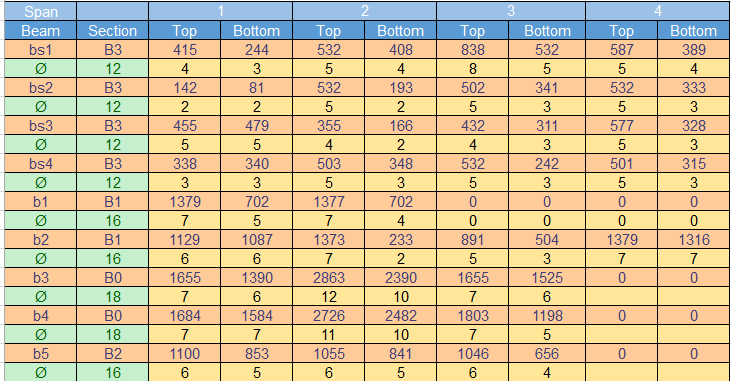 Span 1 2 3 4
Beam Section Top Bottom Top Bottom Top Bottom Top Bottom
bs1 B3 415 244 532 408 838 532 587 389
Ø 12 4 3 5 4 8 5 5 4
bs2 B3 142 81 532 193 502 341 532 333
Ø 12 2 2 5 2 5 3 5 3
bs3 B3 455 479 355 166 432 311 577 328
Ø 12 5 5 4 2 4 3 5 3
bs4 B3 338 340 503 348 532 242 501 315
Ø 12 3 3 5 3 5 3 5 3
b1 B1 1379 702 1377 702 0 0 0 0
Ø 16 7 5 7 4 0 0 0 0
b2 B1 1129 1087 1373 233 891 504 1379 1316
Ø 16 6 6 7 2 5 3 7 7
b3 B0 1655 1390 2863 2390 1655 1525 0 0
Ø 18 7 6 12 10 7 6
b4 B0 1684 1584 2726 2482 1803 1198 0 0
Ø 18 7 7 11 10 7 5
b5 B2 1100 853 1055 841 1046 656 0 0
Ø 16 6 5 6 5 6 4